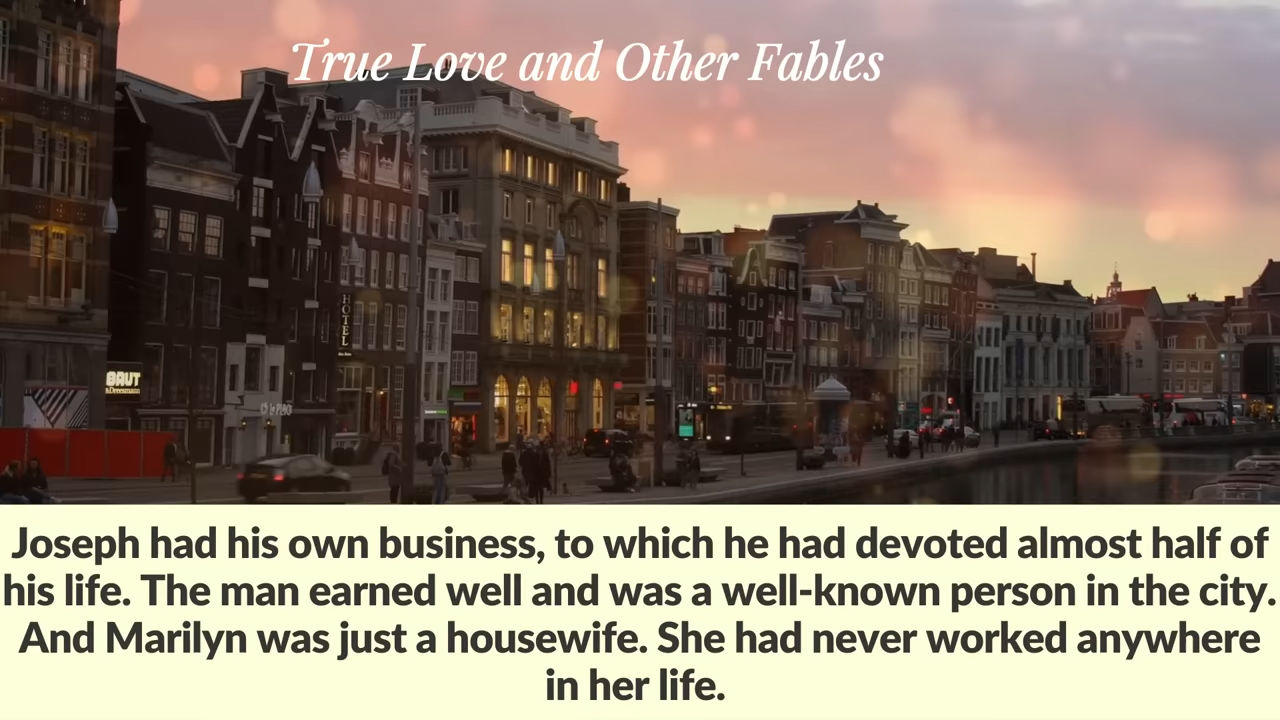 True Love and Other Fables
HOTEL
Joseph had his own business, to which he had devoted almost half of
his life. The man earned well and was a well-known person in the city.
And Marilyn was just a housewife. She had never worked anywhere
in her life.